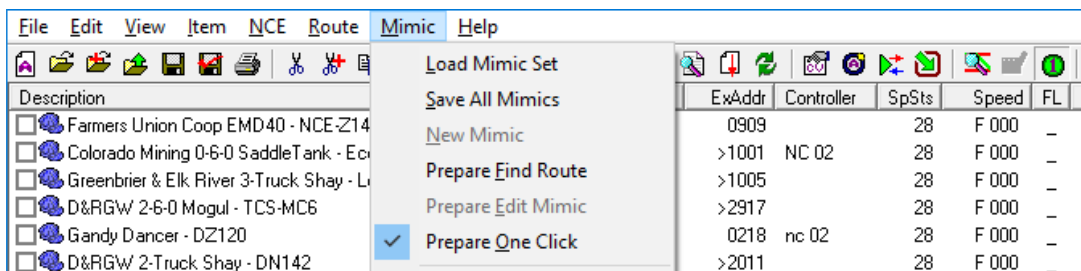 File Edit View Item NCE Route Mimic Help
Load Mimic Set
Save All Mimics
New Mimic
Prepare Find Route
Prepare Edit Mimic
Prepare One Click
Description ExAddr Controller SpSts Speed FL
Farmers Union Coop EMD40 - NCE-Z14 0909 28 F 000 _
Colorado Mining 0-6-0 SaddleTank - Ec >1001 NC 02 28 F 000 _
Greenbrier & Elk River 3-Truck Shay - L >1005 28 F 000 _
D&RGW 2-6-0 Mogul - TCS-MC6 >2917 28 F 000 _
Gandy Dancer - DZ120 0218 nc 02 28 F 000 _
D&RGW 2-Truck Shay - DN142 >2011 28 F 000 _